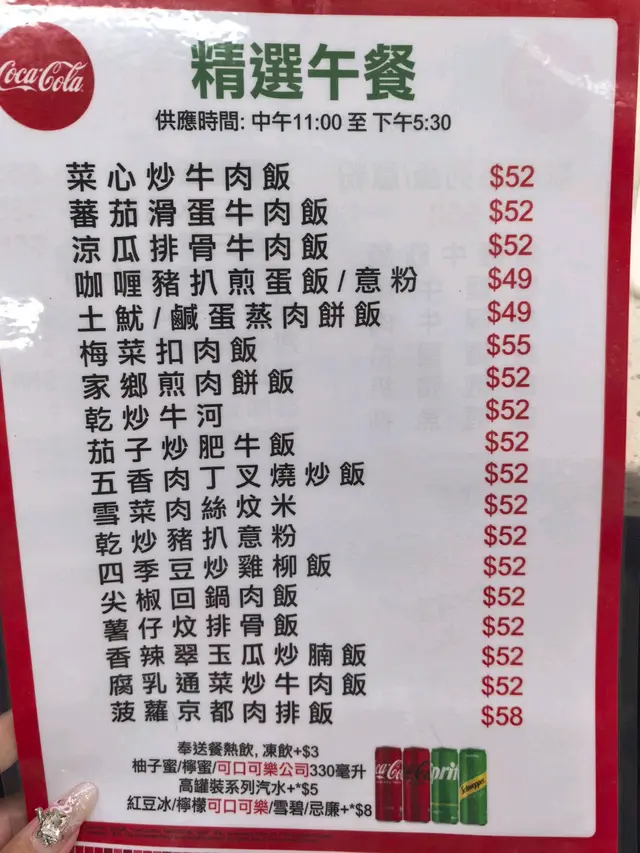 Coca-Cola
精選午餐
供應時間: 中午11:00 至 下午5:30
菜心炒牛肉飯 $52
蕃茄滑蛋牛肉飯 $52
涼瓜排骨牛肉飯 $52
咖喱豬扒煎蛋飯/意粉 $49
土魷/鹹蛋蒸肉餅飯 $49
梅菜扣肉飯 $55
家鄉煎肉餅飯 $52
乾炒牛河 $52
茄子炒肥牛飯 $52
五香肉丁叉燒炒飯 $52
雪菜肉絲炆米 $52
乾炒豬扒意粉 $52
四季豆炒雞柳飯 $52
尖椒回鍋肉飯 $52
薯仔炆排骨飯 $52
香辣翠玉瓜炒腩飯 $52
腐乳通菜炒牛肉飯 $52
菠蘿京都肉排飯 $58
奉送餐熱飲, 凍飲+$3
柚子蜜/檸蜜/可口可樂公司330毫升
高罐裝系列汽水+*$5
紅豆冰/檸檬可口可樂/雪碧/忌廉+*$8